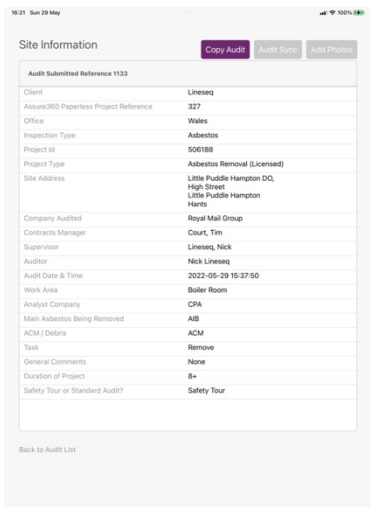 16:21 Sun 29 May
100%
Site Information
Copy Audit Audit Sync Add Photos
Audit Submitted Reference 1133
Client Lineseq
Assure360 Paperless Project Reference 327
Office Wales
Inspection Type Asbestos
Project Id 506188
Project Type Asbestos Removal (Licensed)
Site Address Little Puddle Hampton DO,
High Street
Little Puddle Hampton
Hants
Company Audited Royal Mail Group
Contracts Manager Court, Tim
Supervisor Lineseq, Nick
Auditor Nick Lineseq
Audit Date & Time 2022-05-29 15:37:50
Work Area Boiler Room
Analyst Company CPA
Main Asbestos Being Removed AIB
ACM / Debris ACM
Task Remove
General Comments None
Duration of Project 8+
Safety Tour or Standard Audit? Safety Tour
Back to Audit List